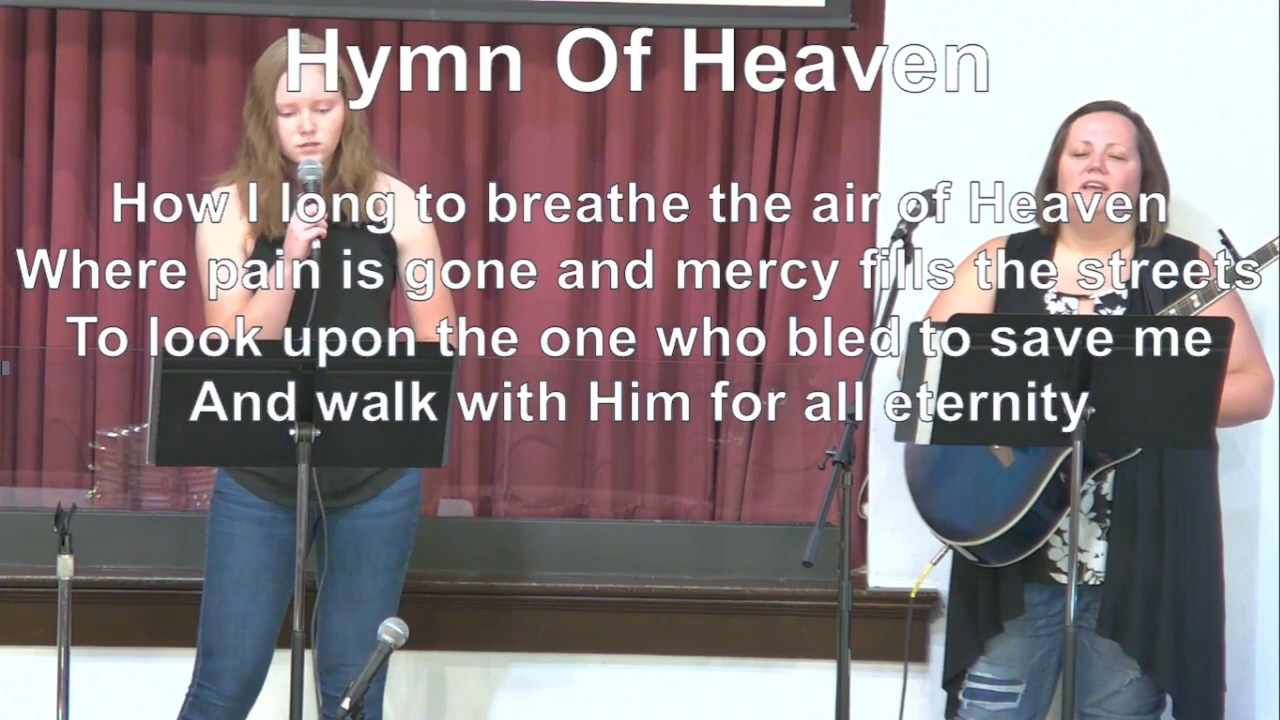 Hymn Of Heaven
How I long to breathe the air of Heaven
Where pain is gone and mercy fills the streets
To look upon the one who bled to save me
And walk with Him for all eternity